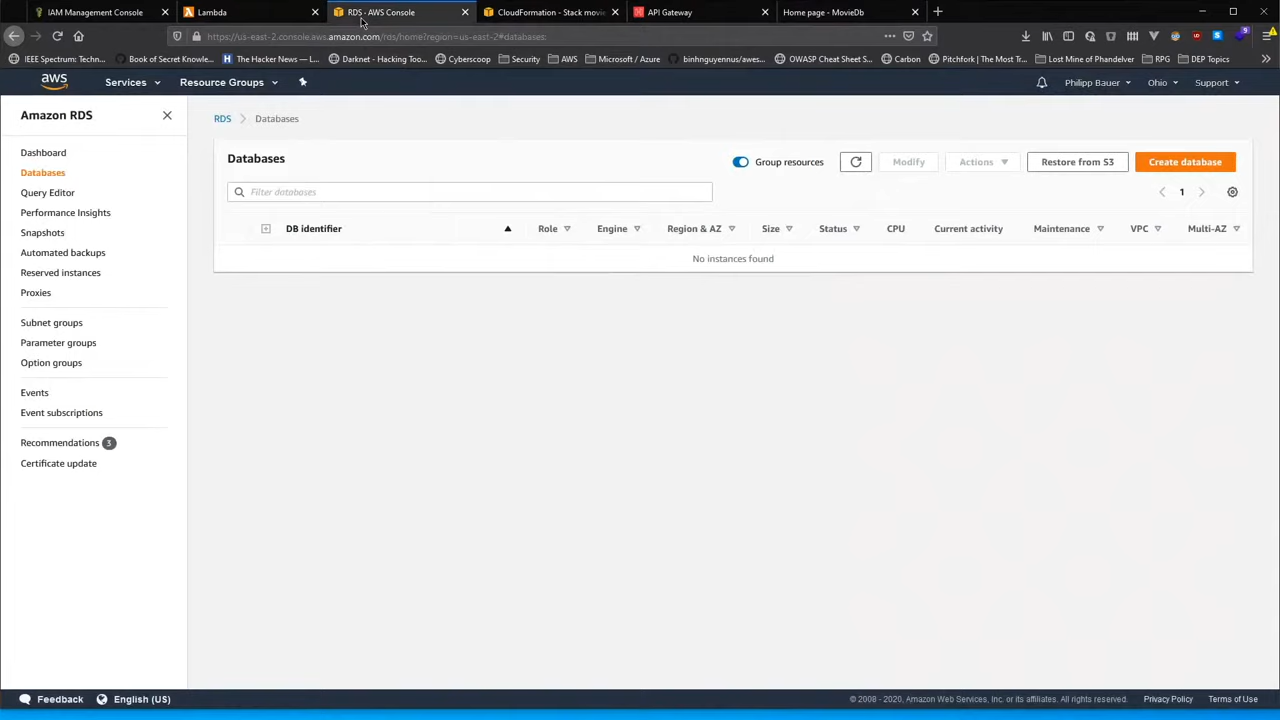 IAM Management Console
Lambda
RDS - AWS Console
CloudFormation - Stack movie
API Gateway
Home page - MovieDb
https://us-east-2.console.aws.amazon.com/rds/home?region=us-east-2#databases:
IEEE Spectrum: Techn...
Book of Secret Knowle...
The Hacker News — L...
Darknet - Hacking Too...
Cyberscoop
Security
AWS
Microsoft / Azure
binhnguyennus/awes...
OWASP Cheat Sheet S...
Carbon
Pitchfork | The Most Tr...
Lost Mine of Phandelver
RPG
DEP Topics
aws
Services
Resource Groups
Philipp Bauer
Ohio
Support
Amazon RDS
Dashboard
Databases
Query Editor
Performance Insights
Snapshots
Automated backups
Reserved instances
Proxies
Subnet groups
Parameter groups
Option groups
Events
Event subscriptions
Recommendations 3
Certificate update
RDS > Databases
Databases
Group resources
Modify
Actions
Restore from S3
Create database
Filter databases
1
DB identifier
Role
Engine
Region & AZ
Size
Status
CPU
Current activity
Maintenance
VPC
Multi-AZ
No instances found
Feedback
English (US)
© 2008 - 2020, Amazon Web Services, Inc. or its affiliates. All rights reserved.
Privacy Policy
Terms of Use